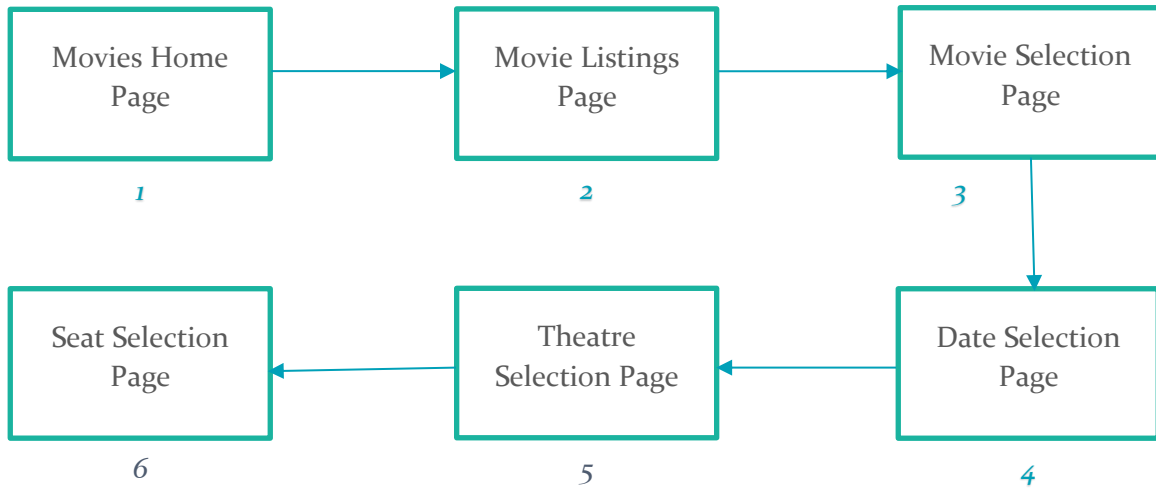 Movies Home
Page
Movie Listings
Page
Movie Selection
Page
1
2
3
Seat Selection
Page
Theatre
Selection Page
Date Selection
Page
6
5
4